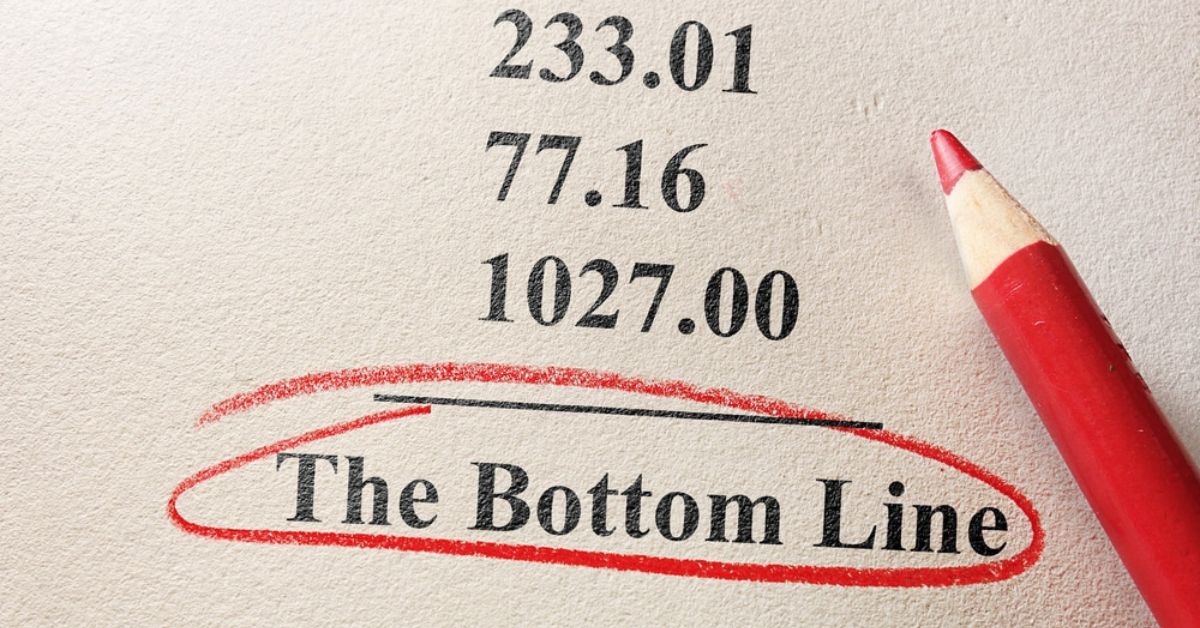 233.01
77.16
1027.00
The Bottom Line